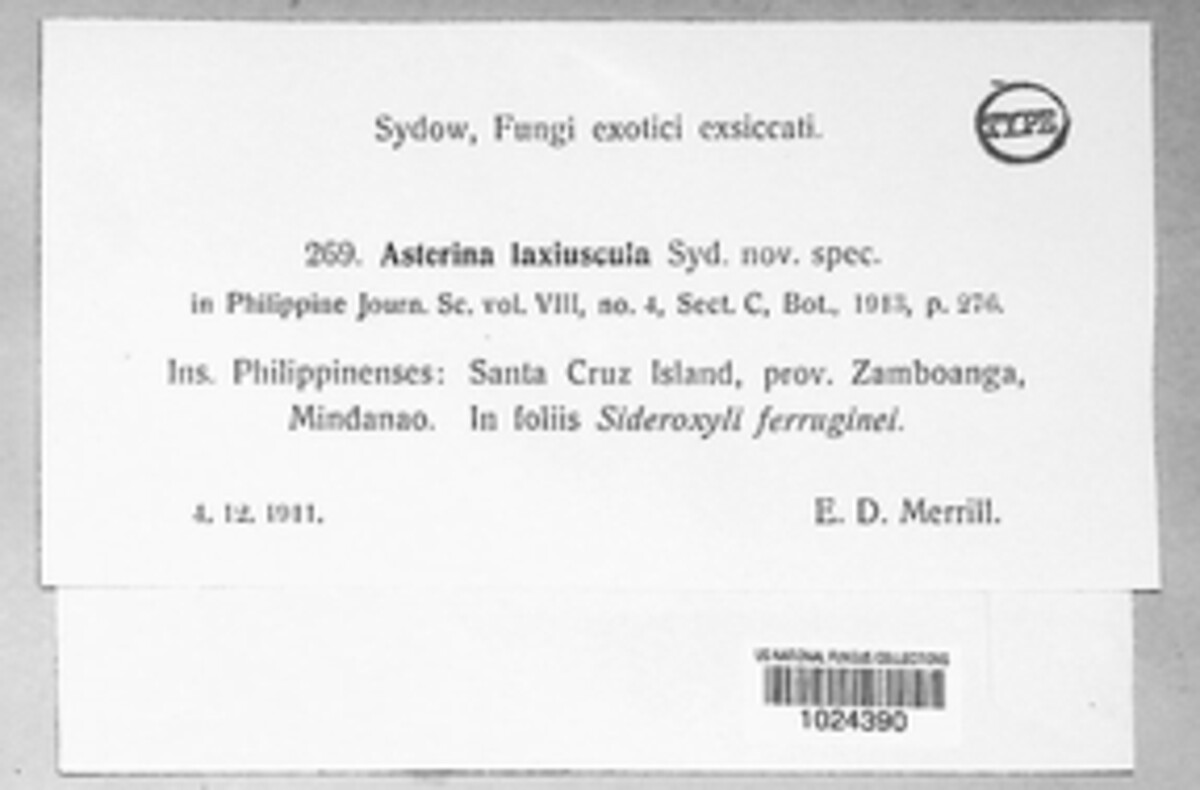 Sydow, Fungi exotici exsiccati.
TYPE
269. Asterina laxiuscula Syd. nov. spec.
in Philippine Journ. Sc. vol. VIII, no. 4, Sect. C, Bot., 1913, p. 276.
Ins. Philippinenses: Santa Cruz Island, prov. Zamboanga,
Mindanao. In foliis Sideroxyli ferruginei.
4. 12. 1911.
E. D. Merrill.
US NATIONAL FUNGUS COLLECTIONS
1024390